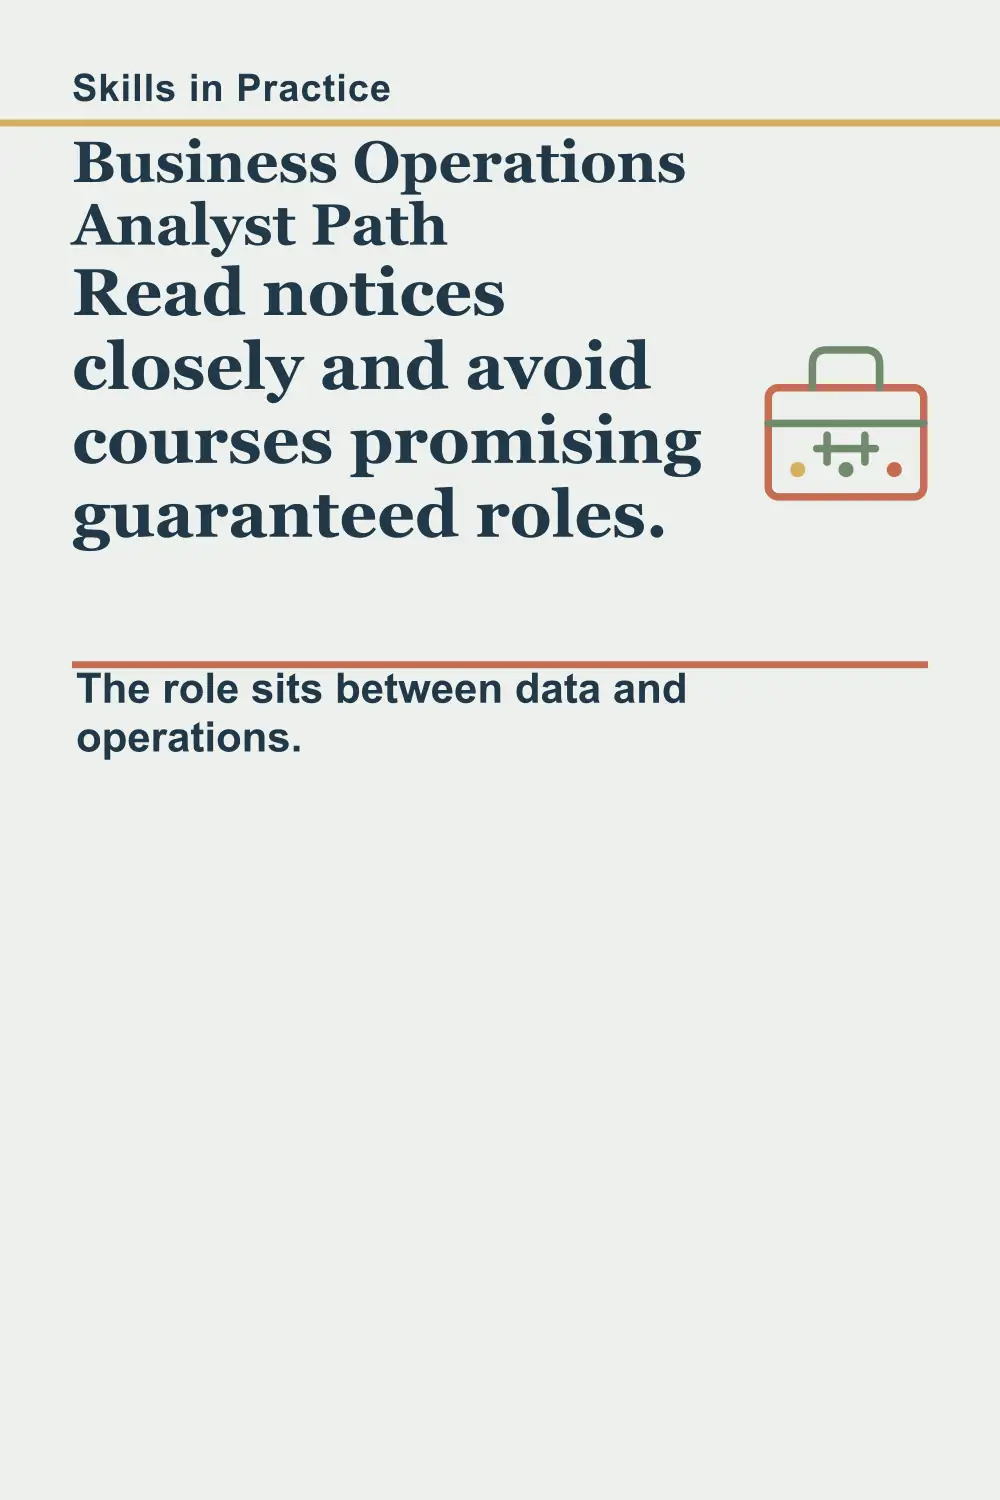 Skills in Practice
Business Operations
Analyst Path
Read notices
closely and avoid
courses promising
guaranteed roles.
The role sits between data and
operations.